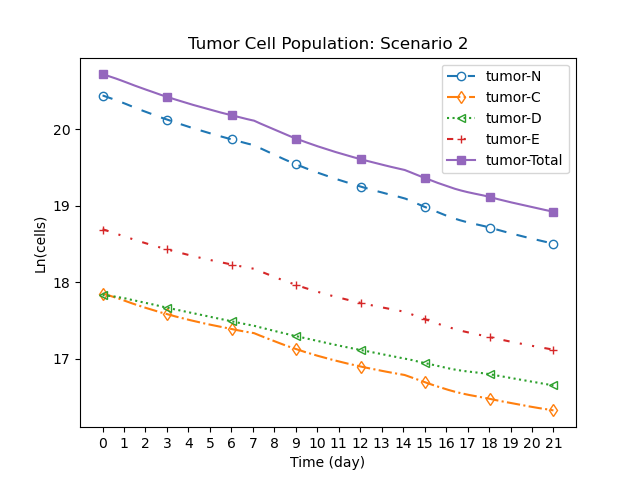 Tumor Cell Population: Scenario 2
tumor-N
tumor-C
tumor-D
tumor-E
tumor-Total
Ln(cells)
20
19
18
17
0 1 2 3 4 5 6 7 8 9 10 11 12 13 14 15 16 17 18 19 20 21
Time (day)